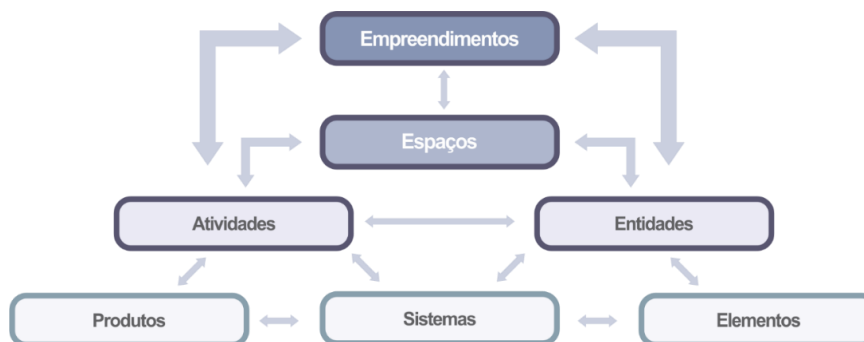 Empreendimentos
Espaços
Atividades
Entidades
Produtos
Sistemas
Elementos